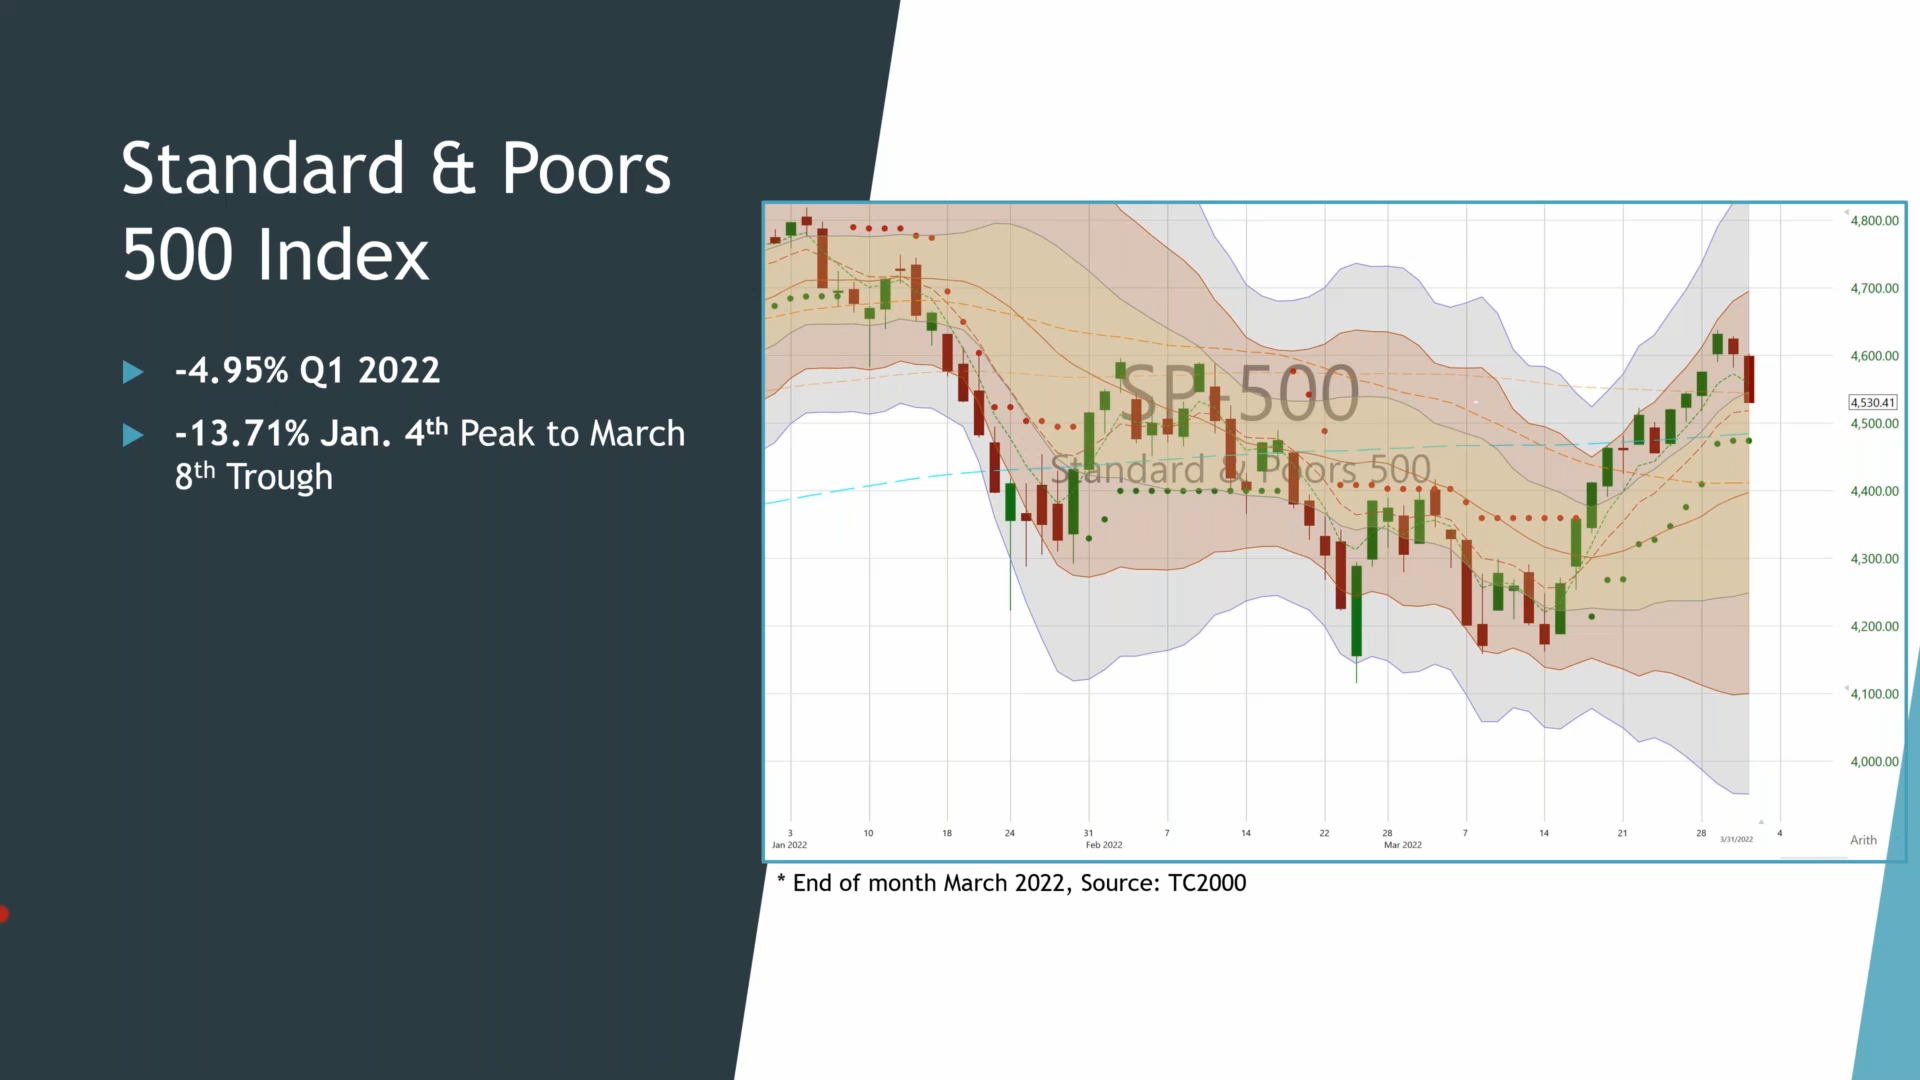 Standard & Poors
500 Index
-4.95% Q1 2022
-13.71% Jan. 4th Peak to March
8th Trough
SP-500
Standard & Poors 500
4,800.00
4,700.00
4,600.00
4,530.41
4,500.00
4,400.00
4,300.00
4,200.00
4,100.00
4,000.00
3 10 18 24 31 7 14 22 28 7 14 21 28 3/31/2022 4
Jan 2022 Feb 2022 Mar 2022
Arith
* End of month March 2022, Source: TC2000